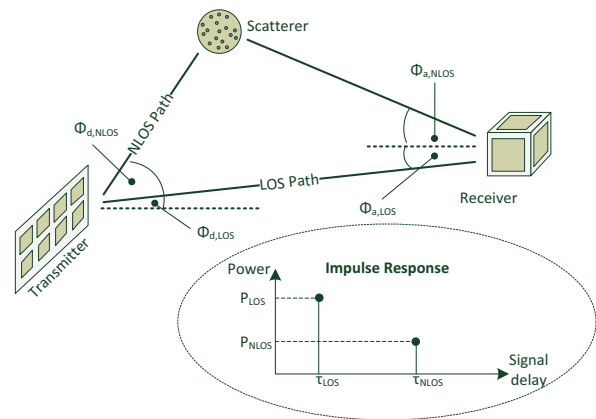 Scatterer
Φa,NLOS
Φd,NLOS
NLOS Path
LOS Path
Φd,LOS
Φa,LOS
Receiver
Transmitter
Power
Impulse Response
PLOS
PNLOS
τLOS
τNLOS
Signal
delay